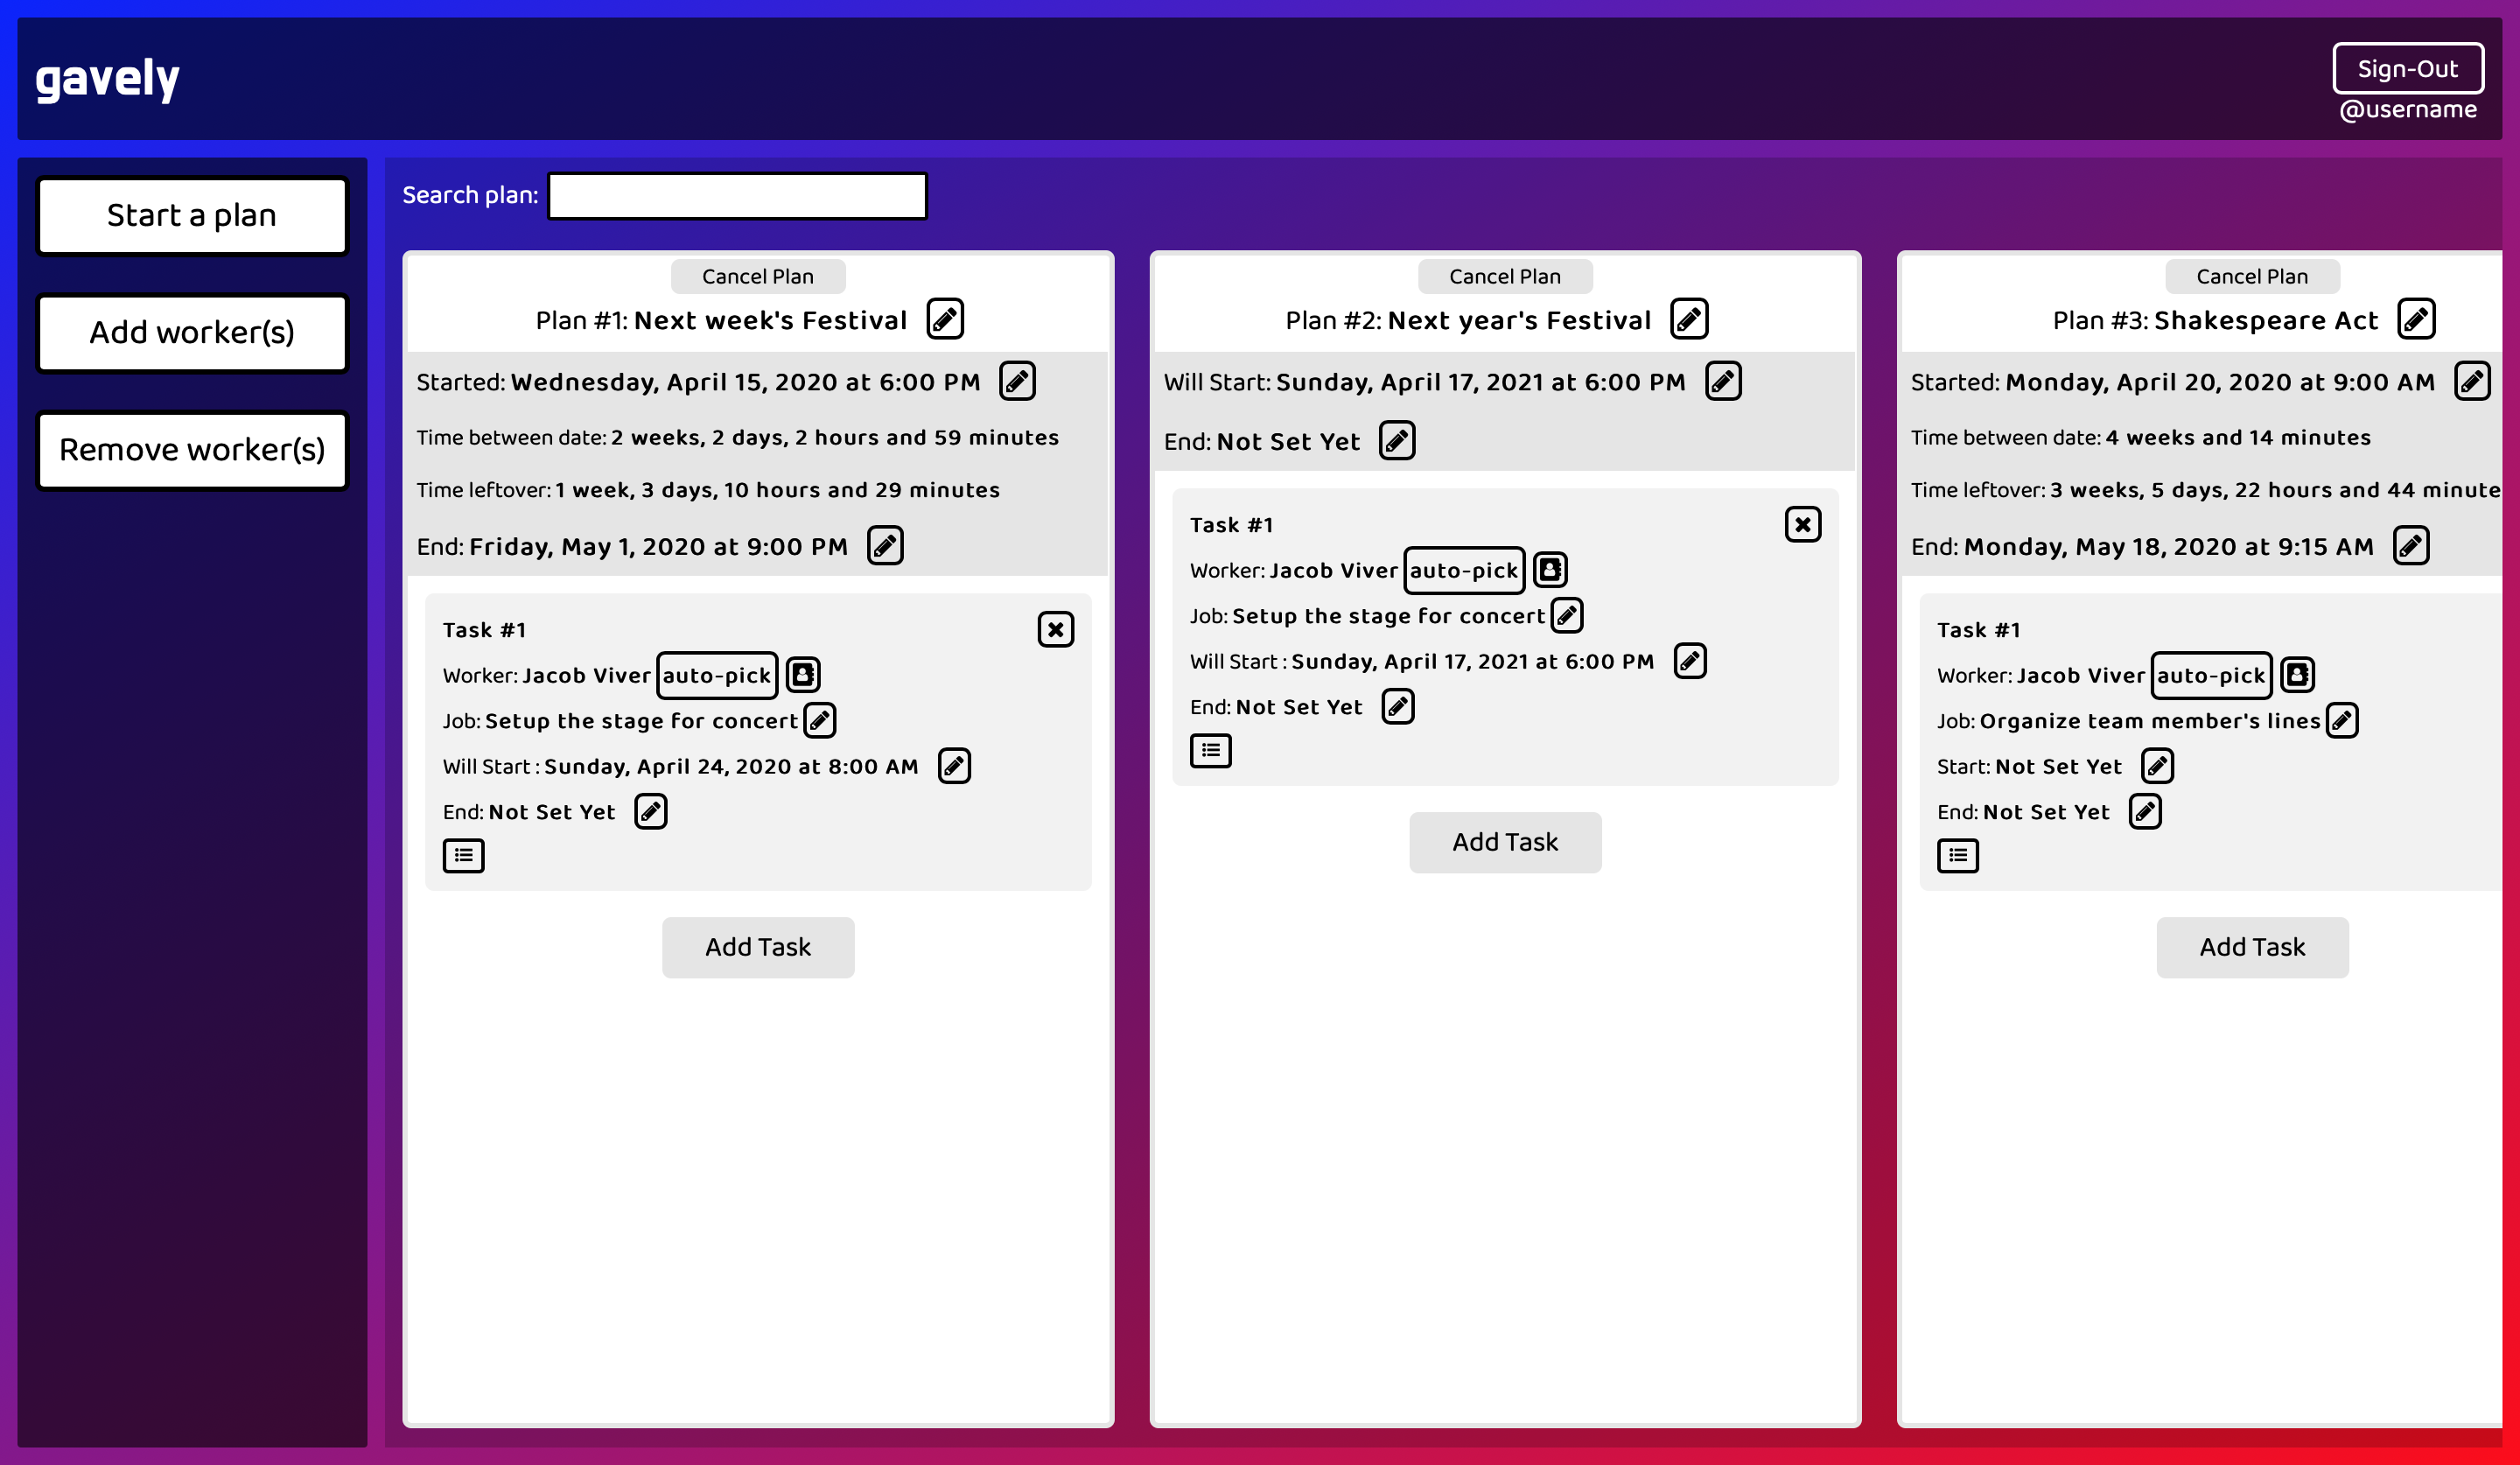 gavely
Sign-Out
@username
Start a plan
Add worker(s)
Remove worker(s)
Search plan:
Cancel Plan
Plan #1: Next week's Festival
Started: Wednesday, April 15, 2020 at 6:00 PM
Time between date: 2 weeks, 2 days, 2 hours and 59 minutes
Time leftover: 1 week, 3 days, 10 hours and 29 minutes
End: Friday, May 1, 2020 at 9:00 PM
Task #1
Worker: Jacob Viver auto-pick
Job: Setup the stage for concert
Will Start : Sunday, April 24, 2020 at 8:00 AM
End: Not Set Yet
Add Task
Cancel Plan
Plan #2: Next year's Festival
Will Start: Sunday, April 17, 2021 at 6:00 PM
End: Not Set Yet
Task #1
Worker: Jacob Viver auto-pick
Job: Setup the stage for concert
Will Start : Sunday, April 17, 2021 at 6:00 PM
End: Not Set Yet
Add Task
Cancel Plan
Plan #3: Shakespeare Act
Started: Monday, April 20, 2020 at 9:00 AM
Time between date: 4 weeks and 14 minutes
Time leftover: 3 weeks, 5 days, 22 hours and 44 minute
End: Monday, May 18, 2020 at 9:15 AM
Task #1
Worker: Jacob Viver auto-pick
Job: Organize team member's lines
Start: Not Set Yet
End: Not Set Yet
Add Task